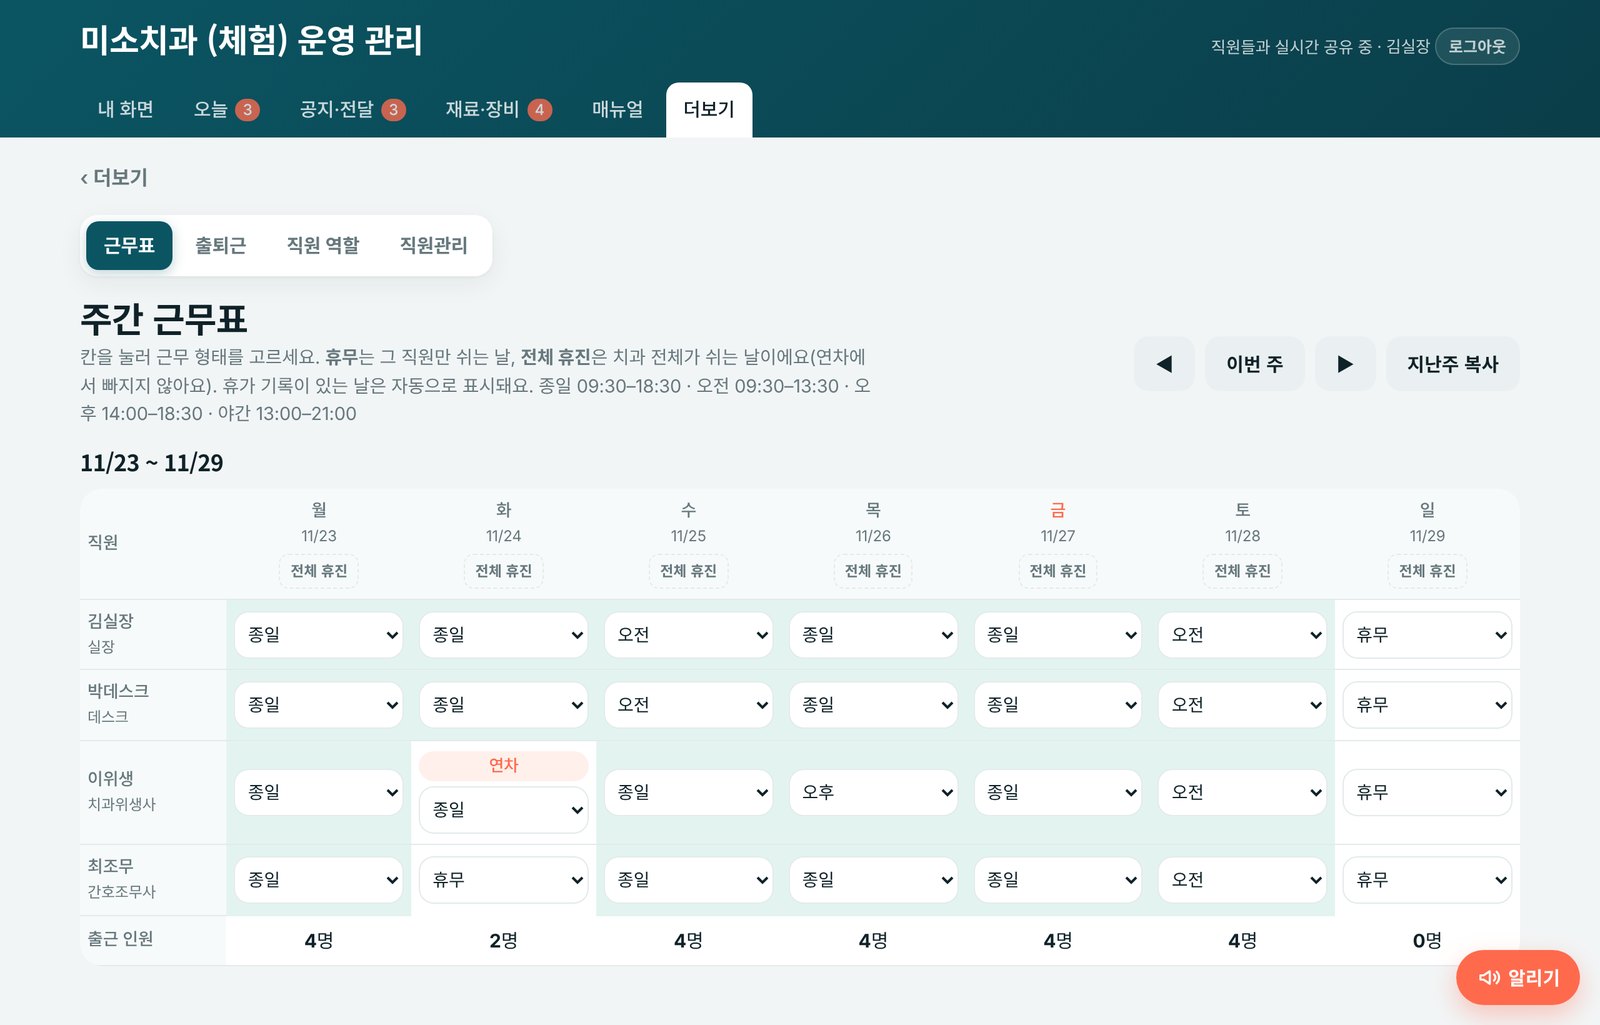 미소치과 (체험) 운영 관리
직원들과 실시간 공유 중 · 김실장 로그아웃
내 화면 오늘 3 공지·전달 3 재료·장비 4 매뉴얼 더보기
‹ 더보기
근무표 출퇴근 직원 역할 직원관리
주간 근무표
칸을 눌러 근무 형태를 고르세요. 휴무는 그 직원만 쉬는 날, 전체 휴진은 치과 전체가 쉬는 날이에요(연차에
서 빠지지 않아요). 휴가 기록이 있는 날은 자동으로 표시돼요. 종일 09:30–18:30 · 오전 09:30–13:30 · 오
후 14:00–18:30 · 야간 13:00–21:00
◀ 이번 주 ▶ 지난주 복사
11/23 ~ 11/29
직원 월 화 수 목 금 토 일
11/23 11/24 11/25 11/26 11/27 11/28 11/29
전체 휴진 전체 휴진 전체 휴진 전체 휴진 전체 휴진 전체 휴진 전체 휴진
김실장
실장
종일 종일 오전 종일 종일 오전 휴무
박데스크
데스크
종일 종일 오전 종일 종일 오전 휴무
이위생
치과위생사
연차
종일 종일 종일 오후 종일 오전 휴무
최조무
간호조무사
종일 휴무 종일 종일 종일 오전 휴무
출근 인원 4명 2명 4명 4명 4명 4명 0명
알리기